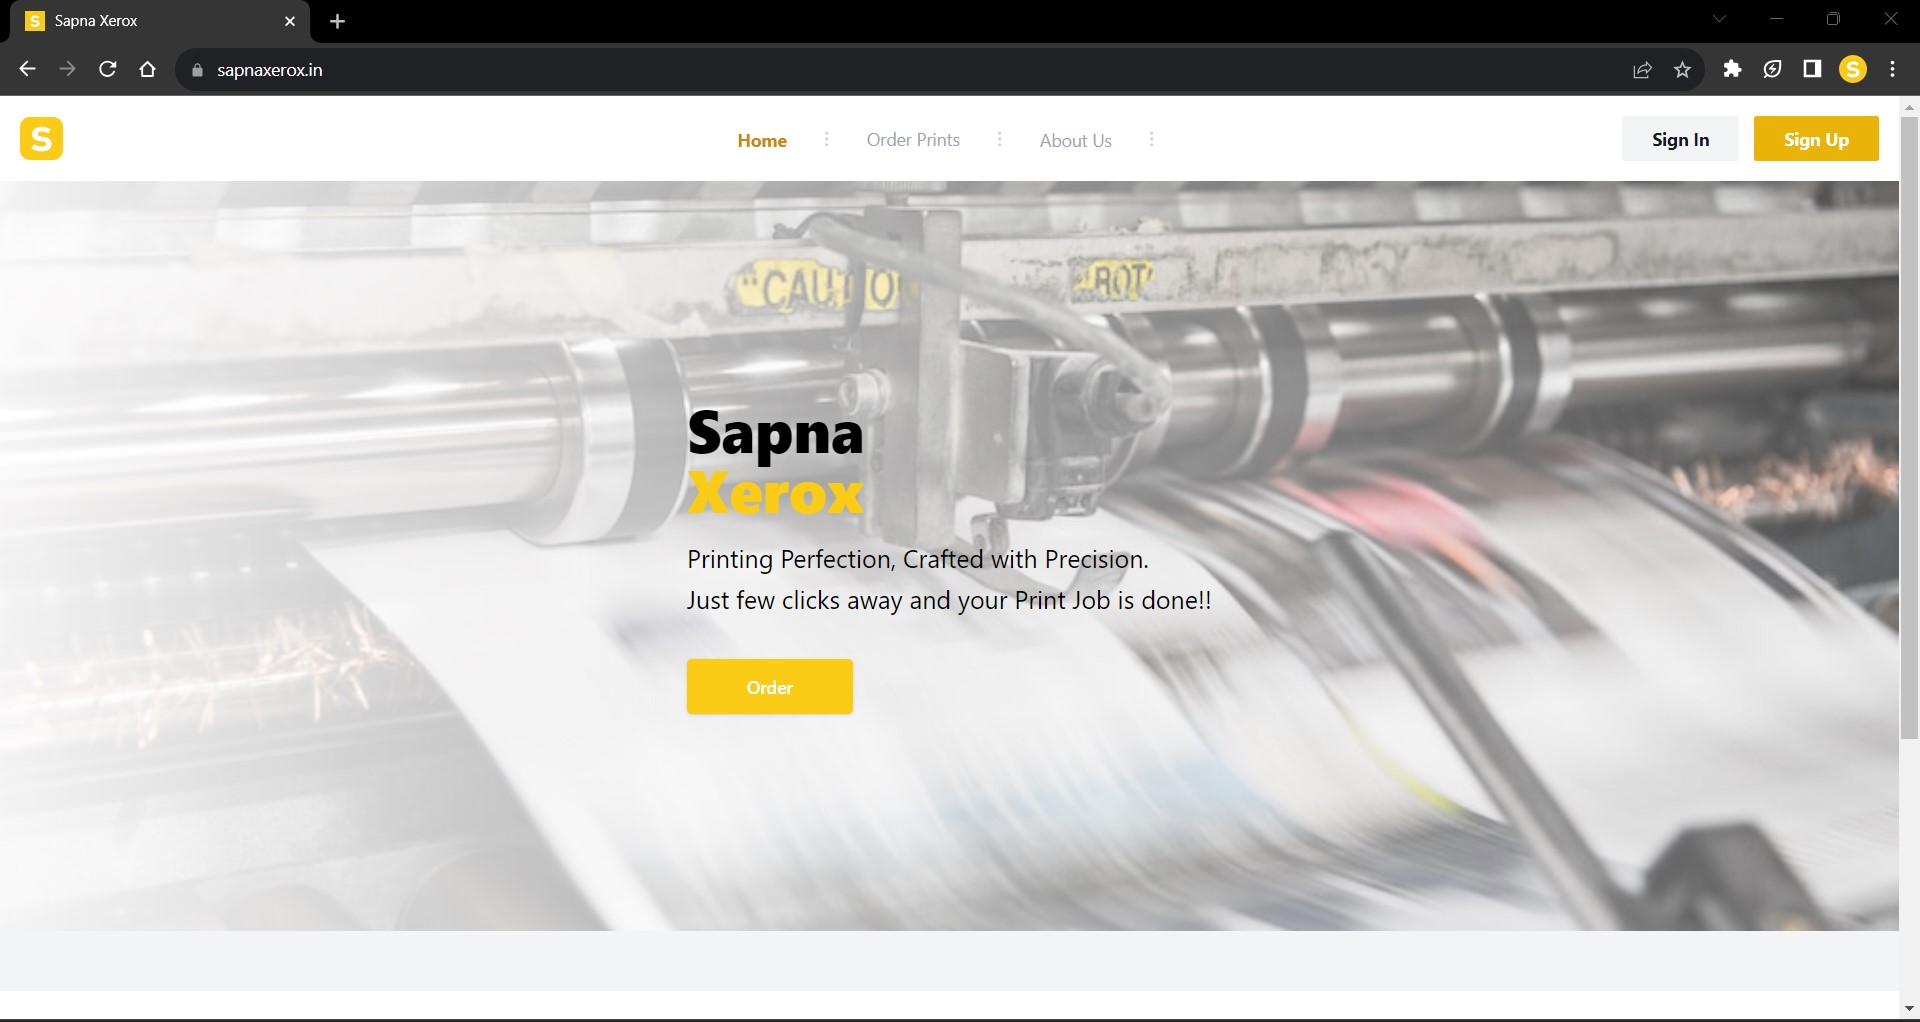 S Sapna Xerox
sapnaxerox.in
S
S
Home Order Prints About Us Sign In Sign Up
"CAUTIO
ROT
Sapna
Xerox
Printing Perfection, Crafted with Precision.
Just few clicks away and your Print Job is done!!
Order